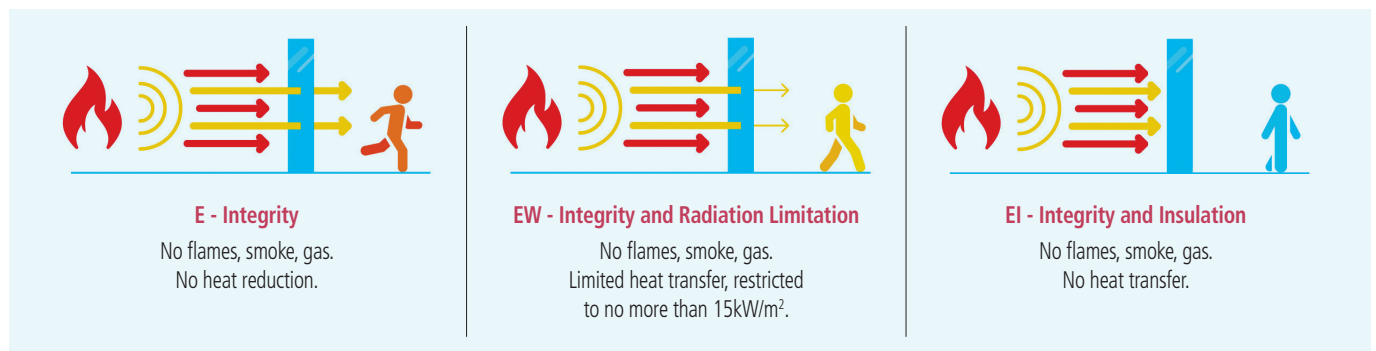 E - Integrity
No flames, smoke, gas.
No heat reduction.
EW - Integrity and Radiation Limitation
No flames, smoke, gas.
Limited heat transfer, restricted
to no more than 15kW/m².
EI - Integrity and Insulation
No flames, smoke, gas.
No heat transfer.